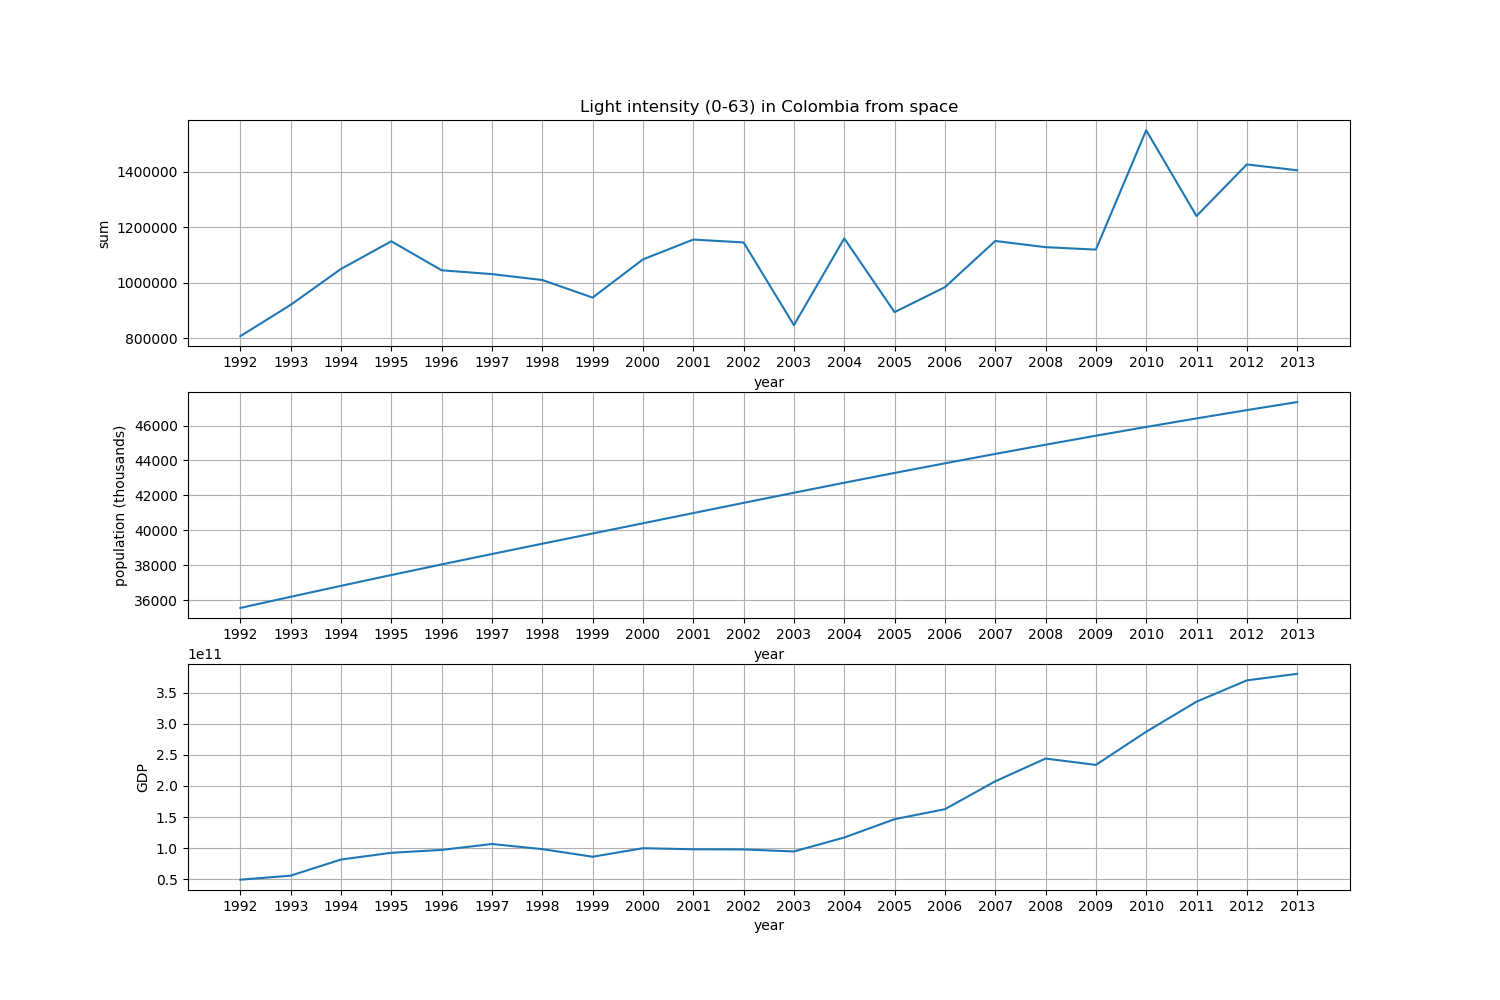 Light intensity (0-63) in Colombia from space
1400000
1200000
1000000
800000
sum
1992 1993 1994 1995 1996 1997 1998 1999 2000 2001 2002 2003 2004 2005 2006 2007 2008 2009 2010 2011 2012 2013
year
46000
44000
42000
40000
38000
36000
population (thousands)
1992 1993 1994 1995 1996 1997 1998 1999 2000 2001 2002 2003 2004 2005 2006 2007 2008 2009 2010 2011 2012 2013
year
1e11
3.5
3.0
2.5
2.0
1.5
1.0
0.5
GDP
1992 1993 1994 1995 1996 1997 1998 1999 2000 2001 2002 2003 2004 2005 2006 2007 2008 2009 2010 2011 2012 2013
year